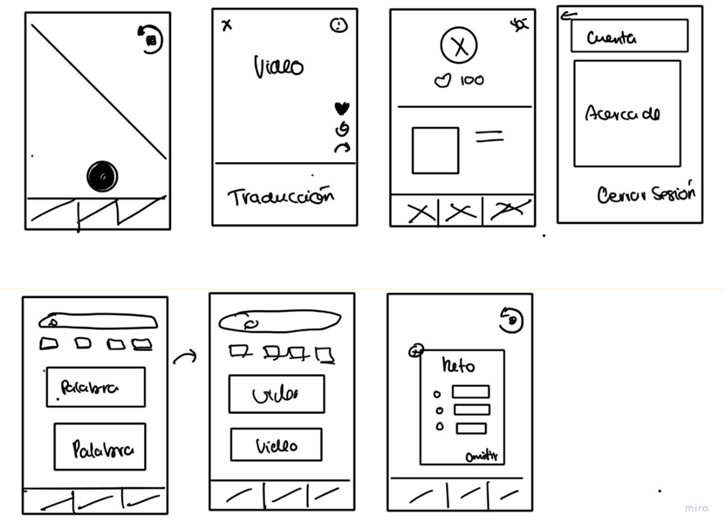 Video
Traducción
100
Cuenta
Acerca de
Cerrar Sesión
Palabra
Palabra
Video
Video
Reto
Omitir
miro